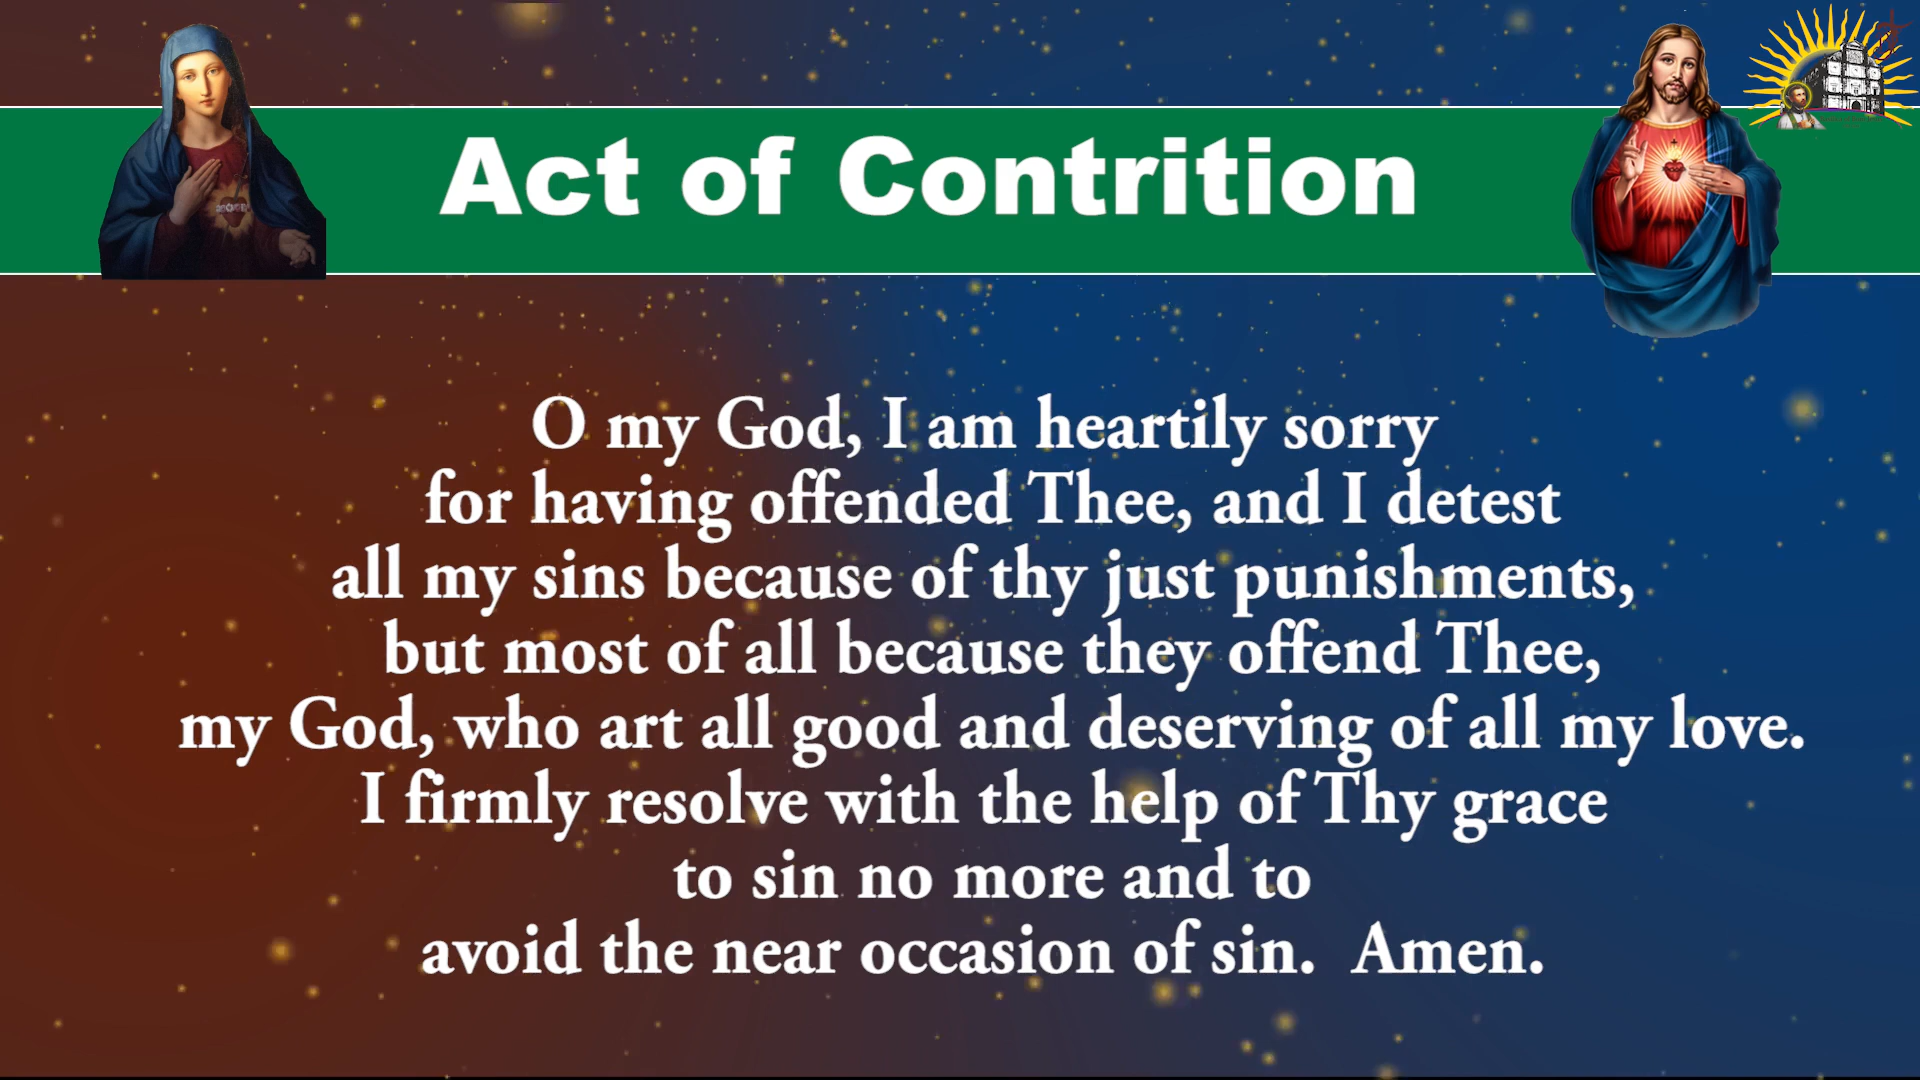 Act of Contrition
O my God, I am heartily sorry
for having offended Thee, and I detest
all my sins because of thy just punishments,
but most of all because they offend Thee,
my God, who art all good and deserving of all my love.
I firmly resolve with the help of Thy grace
to sin no more and to
avoid the near occasion of sin.  Amen.